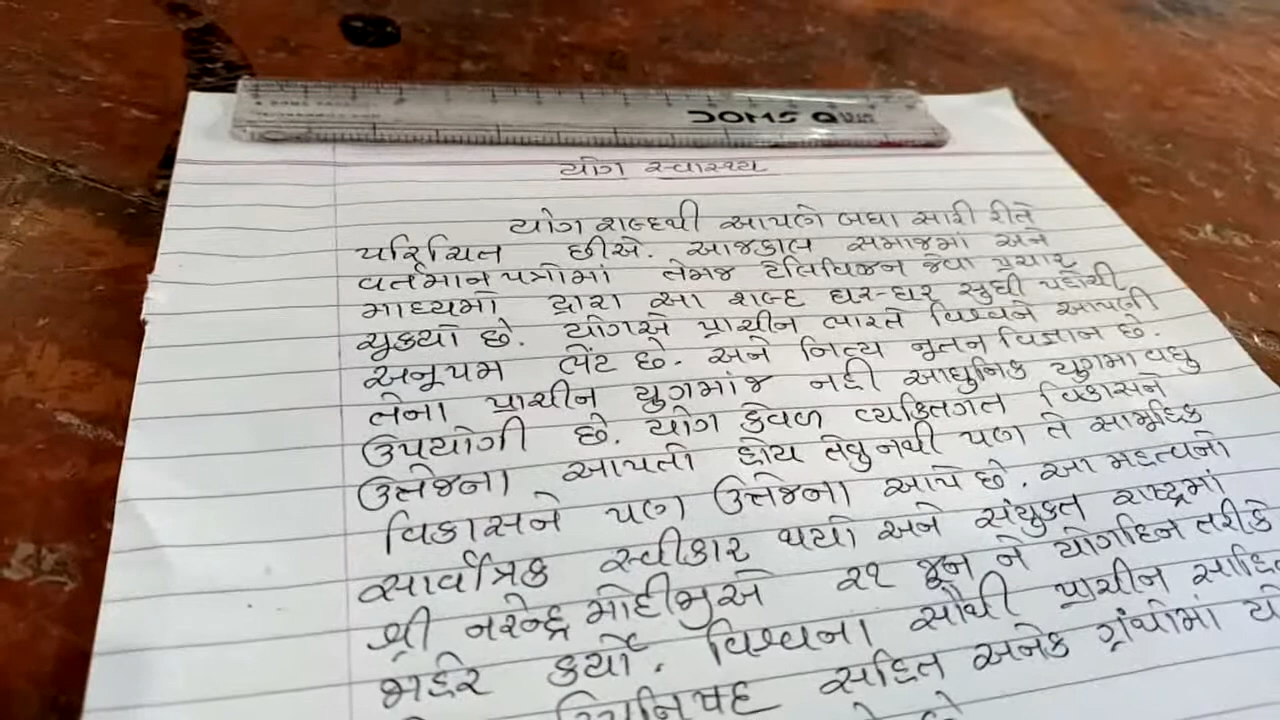 DOMS
યોગ સ્વાસ્થ્ય
યોગ શબ્દથી આપણે બધા સારી રીતે
પરિચિત છીએ. આજકાલ સમાજમાં અને
વર્તમાન પત્રોમાં તેમજ ટેલિવિજન જેવા પ્રચાર
માધ્યમો દ્વારા આ શબ્દ ઘર-ઘર સુધી પહોંચી
ચૂક્યો છે. યોગએ પ્રાચીન ભારતે વિશ્વને આપેલી
અનૂપમ ભેંટ છે. અને નિત્ય નૂતન વિજ્ઞાન છે.
તેના પ્રાચીન યુગમાંજ નહી આધુનિક યુગમાં વધુ
ઉપયોગી છે. યોગ કેવળ વ્યક્તિગત વિકાસને
ઉત્તેજના આપતો હોય તેવુ નથી પણ તે સામૂહિક
વિકાસને પણ ઉત્તેજના આપે છે. આ મહત્વનો
સાર્વત્રિક સ્વીકાર થયો અને સંયુક્ત રાષ્ટ્રમાં
શ્રી નરેન્દ્ર મોદીજીએ ૨૧ જૂન ને યોગદિન તરીકે
જાહેર કર્યો. વિશ્વના સૌથી પ્રાચીન
સહિત અનેક ગ્રંથોમાં